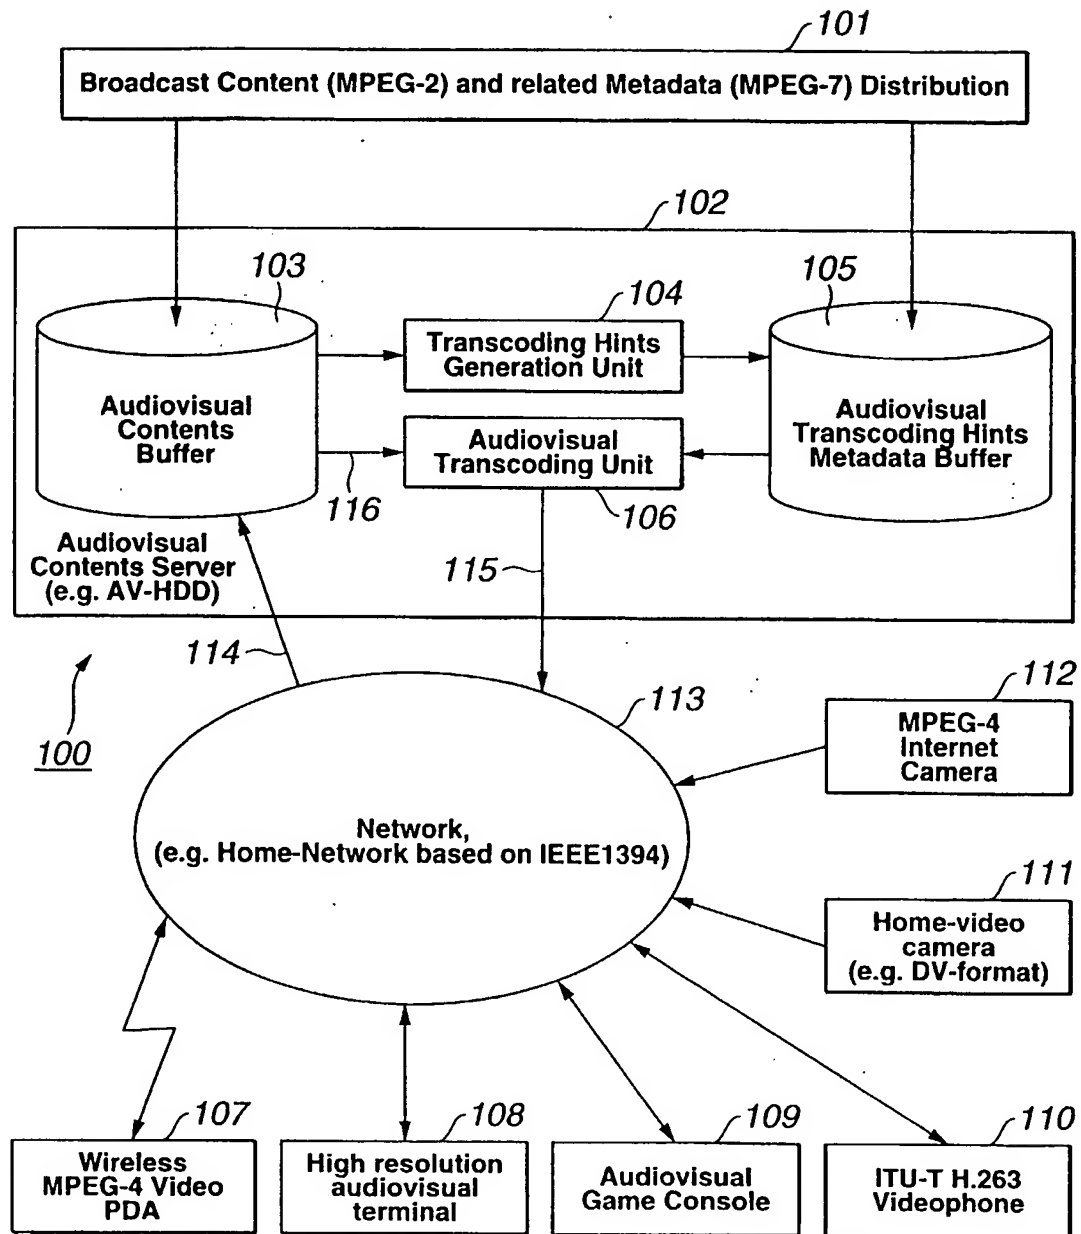 101
Broadcast Content (MPEG-2) and related Metadata (MPEG-7) Distribution
102
103
104
105
Transcoding Hints
Generation Unit
Audiovisual
Contents
Buffer
Audiovisual
Transcoding Unit
Audiovisual
Transcoding Hints
Metadata Buffer
116
106
Audiovisual
Contents Server
(e.g. AV-HDD)
115
114
100
113
112
MPEG-4
Internet
Camera
Network,
(e.g. Home-Network based on IEEE1394)
111
Home-video
camera
(e.g. DV-format)
107
Wireless
MPEG-4 Video
PDA
108
High resolution
audiovisual
terminal
109
Audiovisual
Game Console
110
ITU-T H.263
Videophone